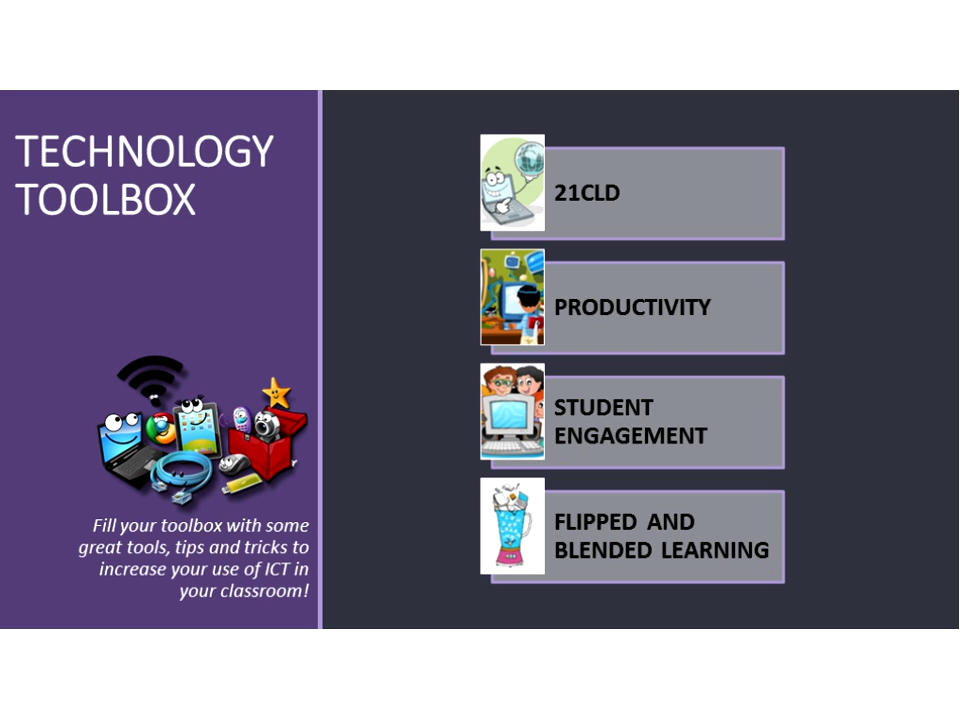 TECHNOLOGY
TOOLBOX
Fill your toolbox with some
great tools, tips and tricks to
increase your use of ICT in
your classroom!
21CLD
PRODUCTIVITY
STUDENT
ENGAGEMENT
FLIPPED AND
BLENDED LEARNING